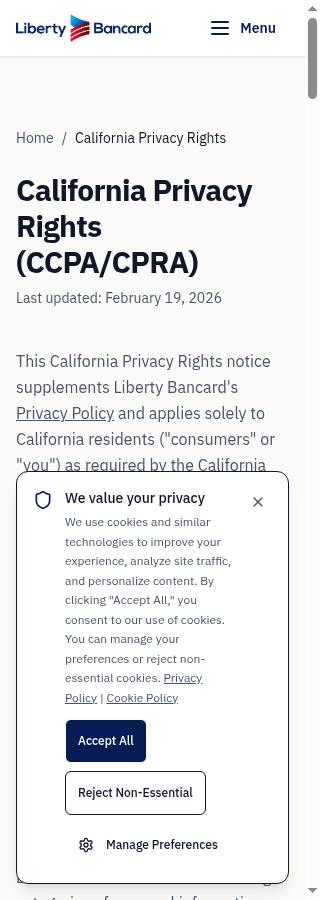 Liberty Bancard
Menu
Home / California Privacy Rights
California Privacy
Rights
(CCPA/CPRA)
Last updated: February 19, 2026
This California Privacy Rights notice
supplements Liberty Bancard's
Privacy Policy and applies solely to
California residents ("consumers" or
"you") as required by the California
We value your privacy
We use cookies and similar
technologies to improve your
experience, analyze site traffic,
and personalize content. By
clicking "Accept All," you
consent to our use of cookies.
You can manage your
preferences or reject non-
essential cookies. Privacy
Policy | Cookie Policy
Accept All
Reject Non-Essential
Manage Preferences